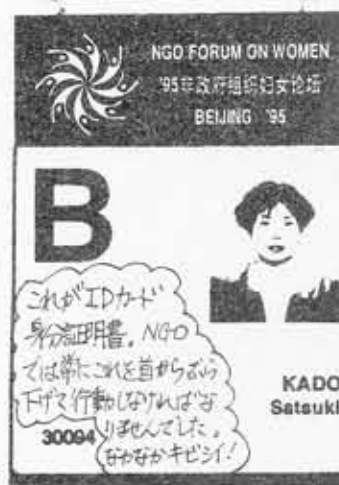 NGO FORUM ON WOMEN
'95非政府组织妇女论坛
BEIJING '95
B
これがIDカード
身分証明書。NGO
では常にこれを首からぶら
下げて行動しなければな
りませんでした。
なかなかキビシイ!
30094
KADO
Satsuki